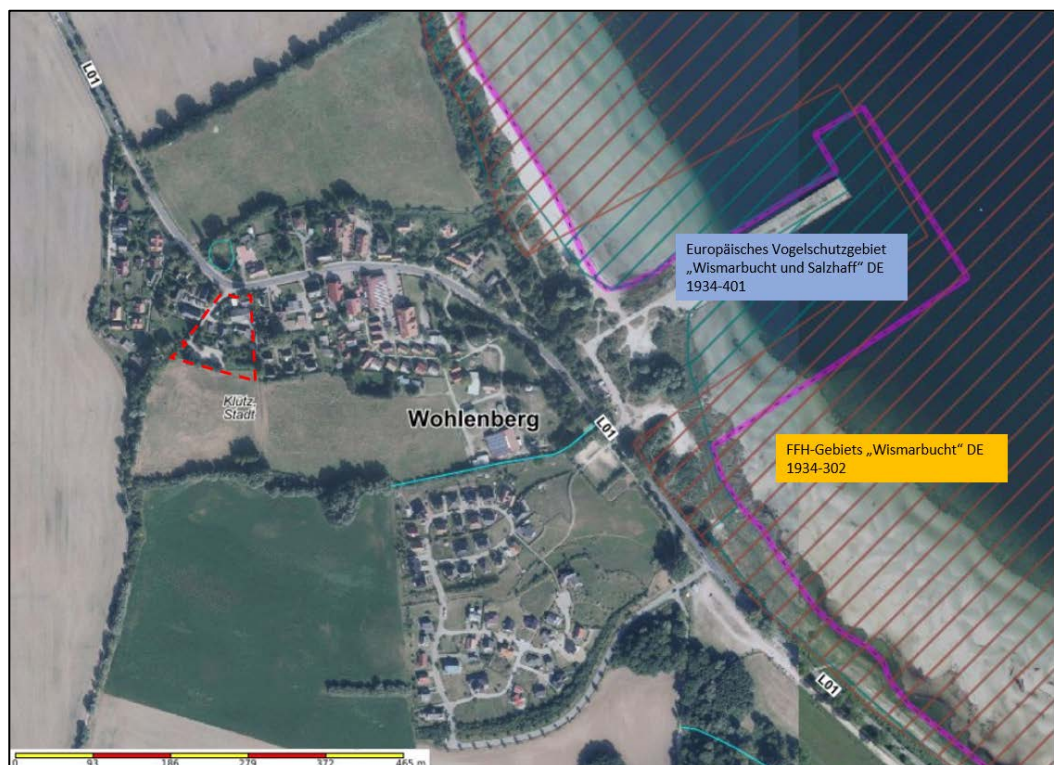 L01
Europäisches Vogelschutzgebiet
„Wismarbucht und Salzhaff“ DE
1934-401
Klütz,
Stadt
Wohlenberg
L01
FFH-Gebiets „Wismarbucht“ DE
1934-302
L01
0 93 186 279 372 465 m